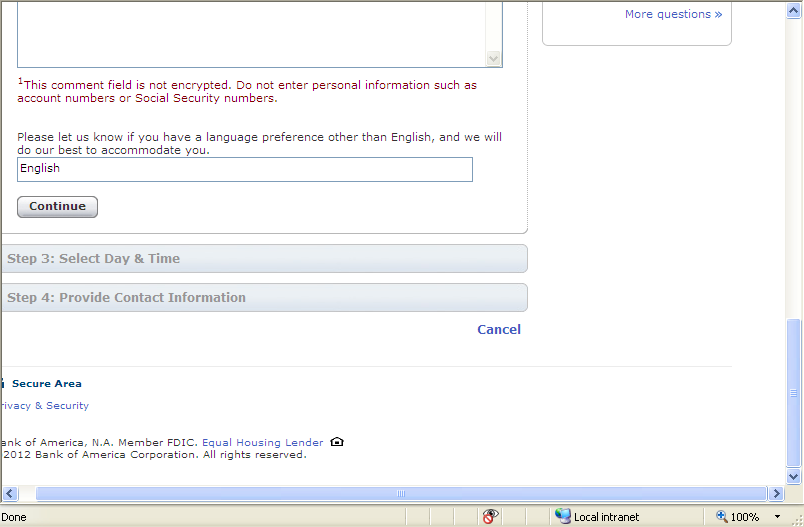 More questions »
1This comment field is not encrypted. Do not enter personal information such as
account numbers or Social Security numbers.
Please let us know if you have a language preference other than English, and we will
do our best to accommodate you.
English
Continue
Step 3: Select Day & Time
Step 4: Provide Contact Information
Cancel
Secure Area
rivacy & Security
ank of America, N.A. Member FDIC. Equal Housing Lender
2012 Bank of America Corporation. All rights reserved.
Done
Local intranet
100%